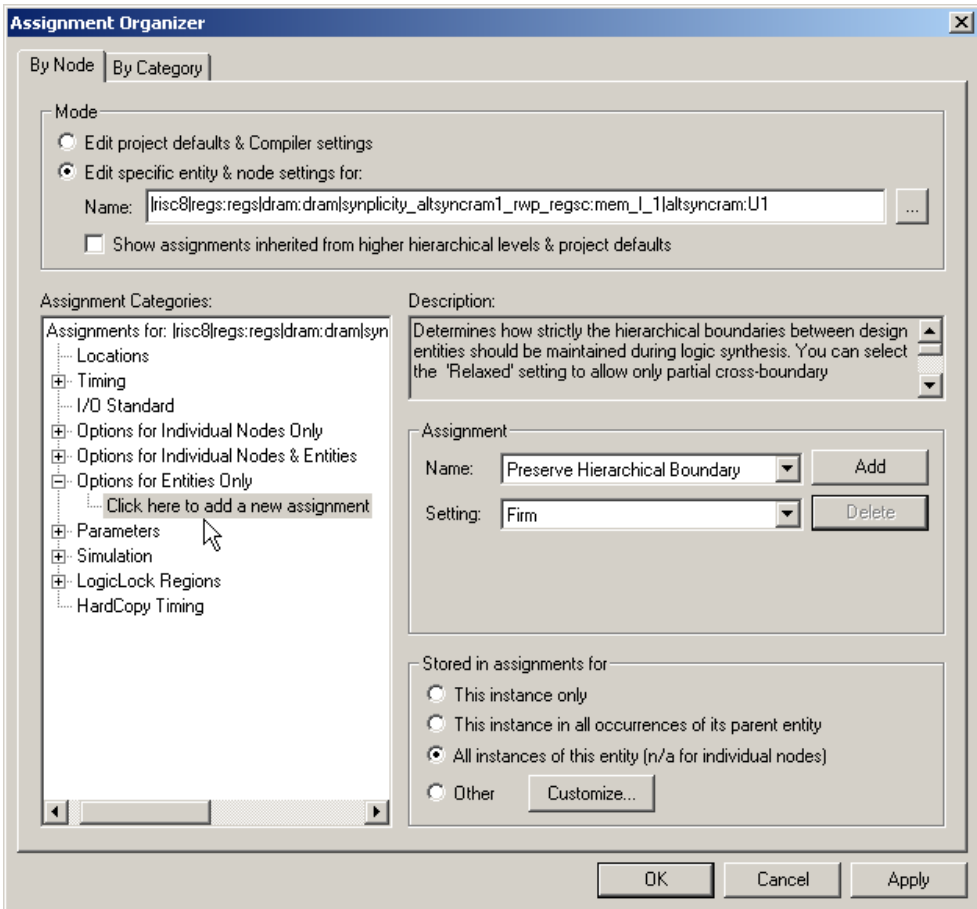 Assignment Organizer
By Node
By Category
Mode
Edit project defaults & Compiler settings
Edit specific entity & node settings for:
Name: |risc8|regs:regs|dram:dram|synplicity_altsyncram1_rwp_regsc:mem_I_1|altsyncram:U1 ...
Show assignments inherited from higher hierarchical levels & project defaults
Assignment Categories:
Assignments for: |risc8|regs:regs|dram:dram|syn
Locations
Timing
I/O Standard
Options for Individual Nodes Only
Options for Individual Nodes & Entities
Options for Entities Only
Click here to add a new assignment
Parameters
Simulation
LogicLock Regions
HardCopy Timing
Description:
Determines how strictly the hierarchical boundaries between design
entities should be maintained during logic synthesis. You can select
the 'Relaxed' setting to allow only partial cross-boundary
Assignment
Name: Preserve Hierarchical Boundary Add
Setting: Firm Delete
Stored in assignments for
This instance only
This instance in all occurrences of its parent entity
All instances of this entity (n/a for individual nodes)
Other Customize...
OK Cancel Apply